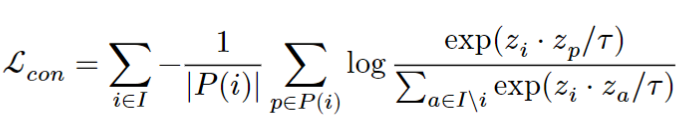 $\mathcal{L}_{con} = \sum_{i \in I} -\frac{1}{|P(i)|} \sum_{p \in P(i)} \log \frac{\exp(z_i \cdot z_p / \tau)}{\sum_{a \in I \backslash i} \exp(z_i \cdot z_a / \tau)}$